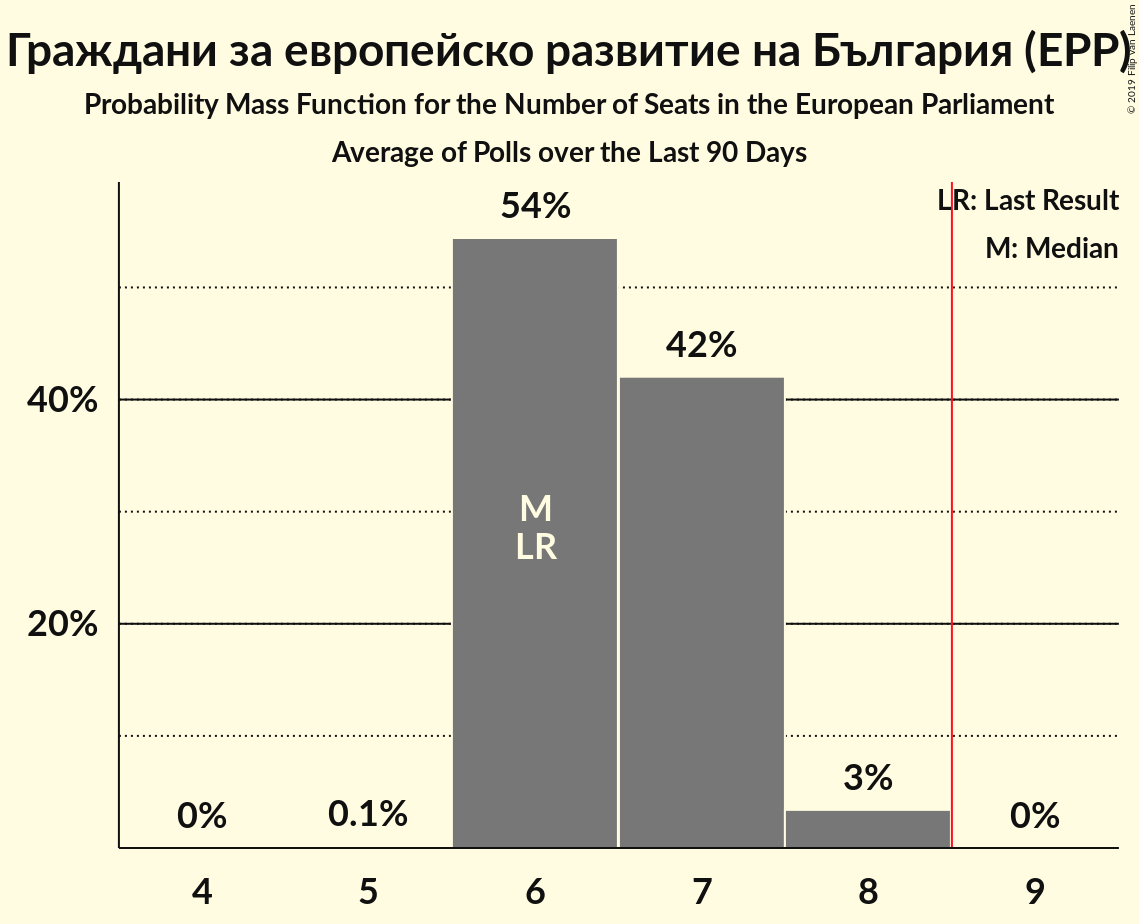 Граждани за европейско развитие на България (EPP)
© 2019 Filip van Laenen
Probability Mass Function for the Number of Seats in the European Parliament
Average of Polls over the Last 90 Days
LR: Last Result
M: Median
54%
42%
40%
M
LR
20%
3%
0%
0.1%
0%
4 5 6 7 8 9